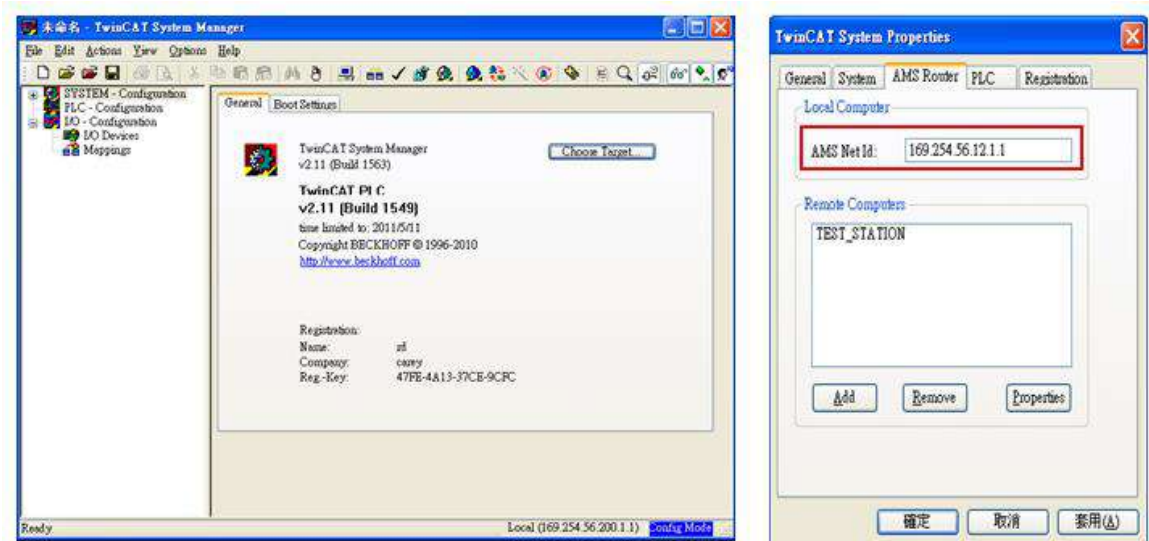 未命名 - TwinCAT System Manager
File Edit Actions View Options Help
SYSTEM - Configuration
PLC - Configuration
I/O - Configuration
I/O Devices
Mappings
General Boot Settings
TwinCAT System Manager
v2.11 (Build 1563)
Choose Target...
TwinCAT PLC
v2.11 (Build 1549)
time limited to: 2011/5/11
Copyright BECKHOFF © 1996-2010
http://www.beckhoff.com
Registration:
Name: rd
Company: carey
Reg.-Key: 47FE-4A13-37CE-9CFC
Ready
Local (169.254.56.200.1.1) Config Mode
TwinCAT System Properties
General System AMS Router PLC Registration
Local Computer
AMS Net Id: 169.254.56.12.1.1
Remote Computers
TEST_STATION
Add Remove Properties
確定 取消 套用(A)